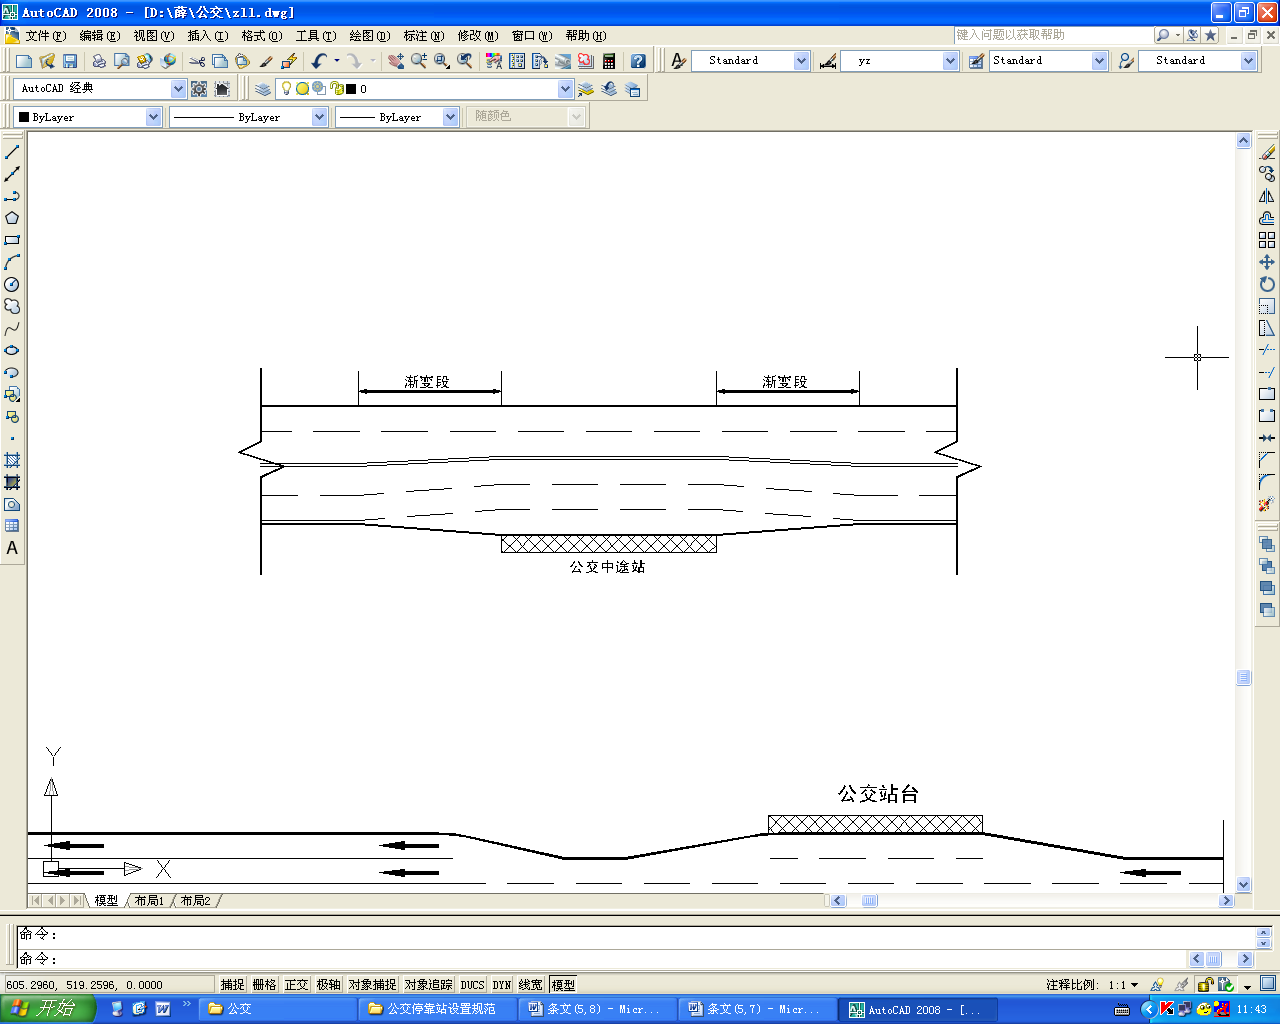 AutoCAD 2008 - [D:\薛\公交\zll.dwg]
文件(F) 编辑(E) 视图(V) 插入(I) 格式(O) 工具(T) 绘图(D) 标注(N) 修改(M) 窗口(W) 帮助(H) 键入问题以获取帮助
Standard yz Standard Standard
AutoCAD 经典 0
ByLayer ByLayer ByLayer 随颜色
渐变段 渐变段
公交中途站
公交站台
Y
X
A
模型 布局1 布局2
命令:
命令:
605.2960, 519.2596, 0.0000 捕捉 栅格 正交 极轴 对象捕捉 对象追踪 DUCS DYN 线宽 模型 注释比例: 1:1
开始 公交 公交停靠站设置规范 条文(5,8) - Micr... 条文(5,7) - Micr... AutoCAD 2008 - [... 11:43